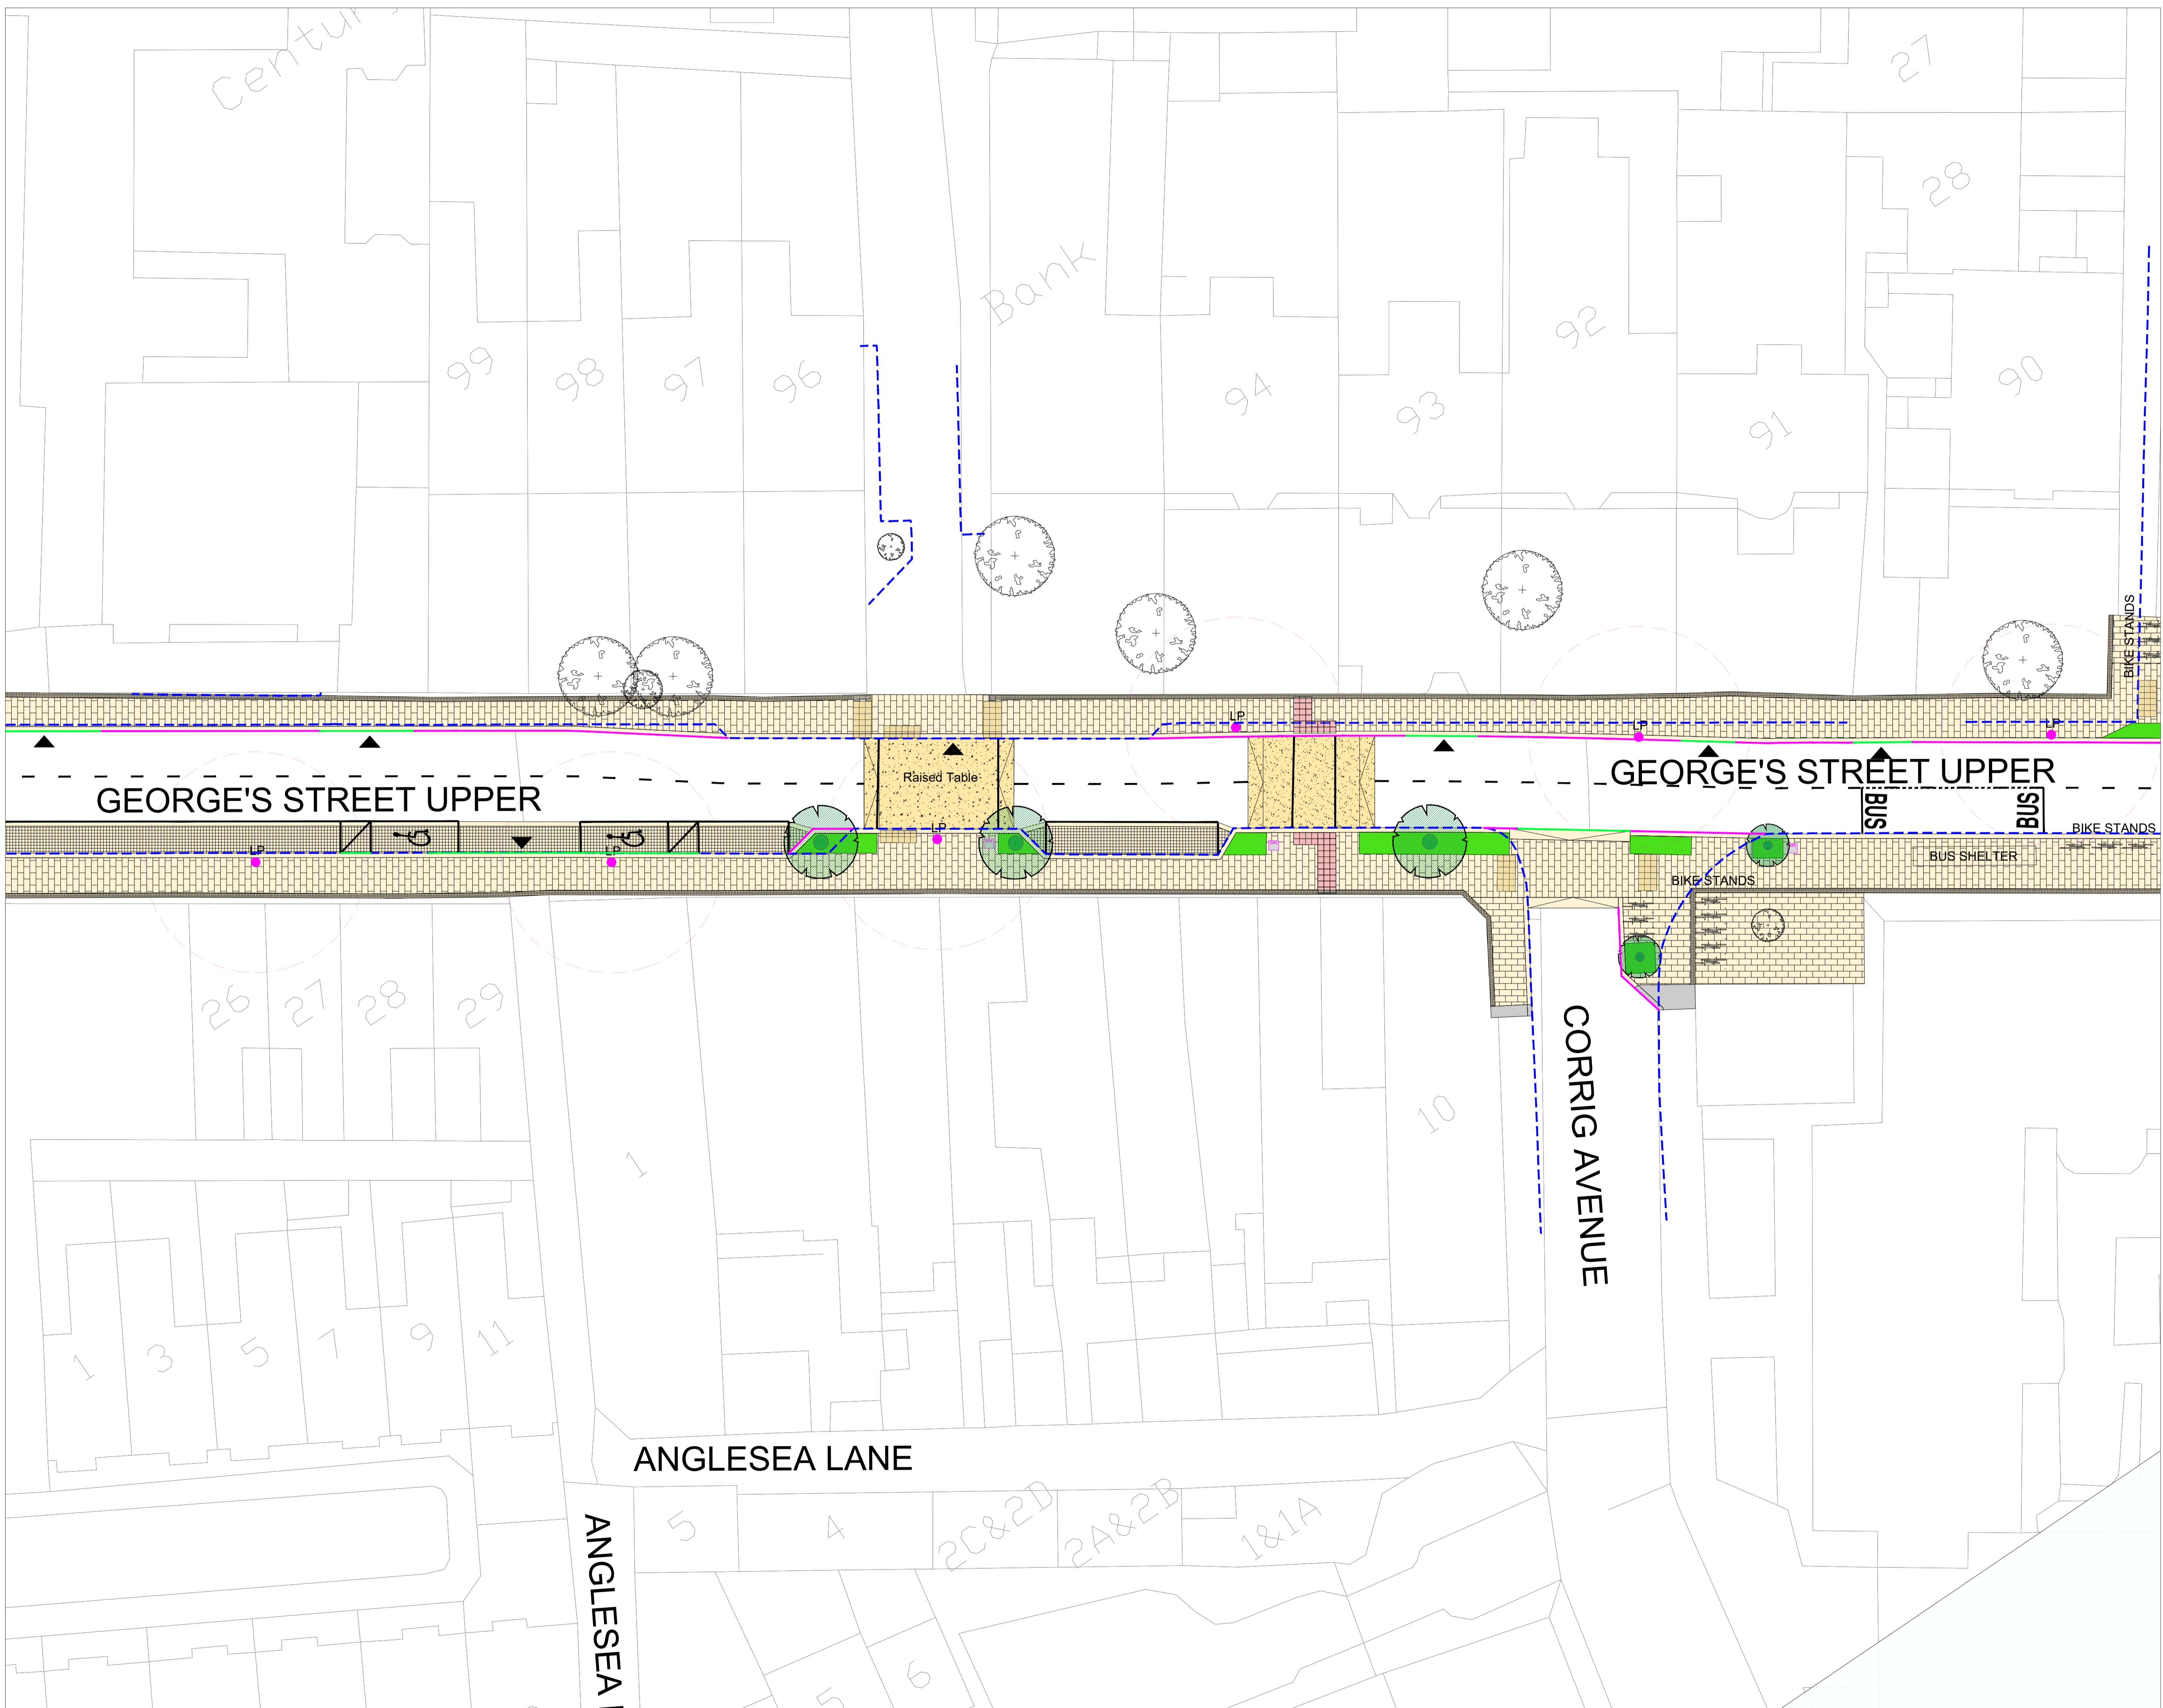 Century
27
28
Bank
99
98
97
96
94
93
92
91
90
BIKE STANDS
LP
LP
LP
Raised Table
GEORGE'S STREET UPPER
GEORGE'S STREET UPPER
BUS
BUS
BIKE STANDS
LP
LP
LP
BUS SHELTER
BIKE STANDS
26
27
28
29
1
10
CORRIG AVENUE
1
3
5
7
9
11
ANGLESEA LANE
5
4
2C&2D
2A&2B
1&1A
ANGLESEA
5
6